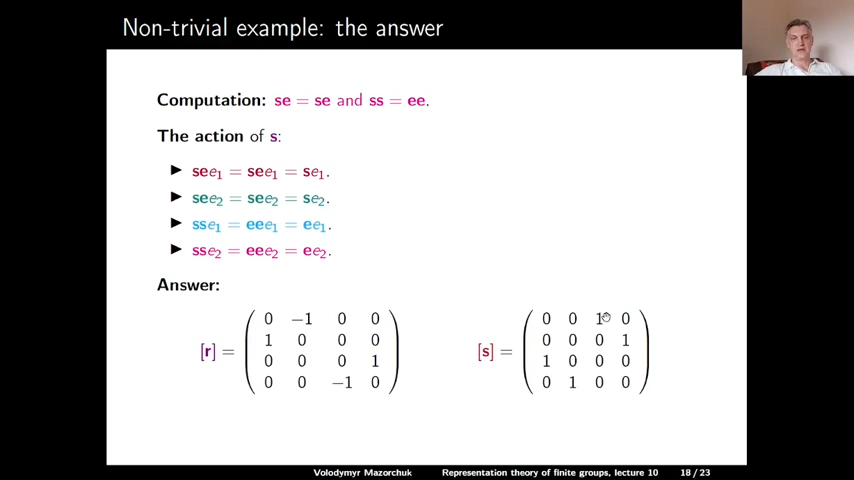 Non-trivial example: the answer
Computation: se = se and ss = ee.
The action of s:
▶ see₁ = see₁ = se₁.
▶ see₂ = see₂ = se₂.
▶ sse₁ = eee₁ = ee₁.
▶ sse₂ = eee₂ = ee₂.
Answer:
[r] =
0 −1 0 0
1 0 0 0
0 0 0 1
0 0 −1 0
[s] =
0 0 1 0
0 0 0 1
1 0 0 0
0 1 0 0
Volodymyr Mazorchuk Representation theory of finite groups, lecture 10 18 / 23